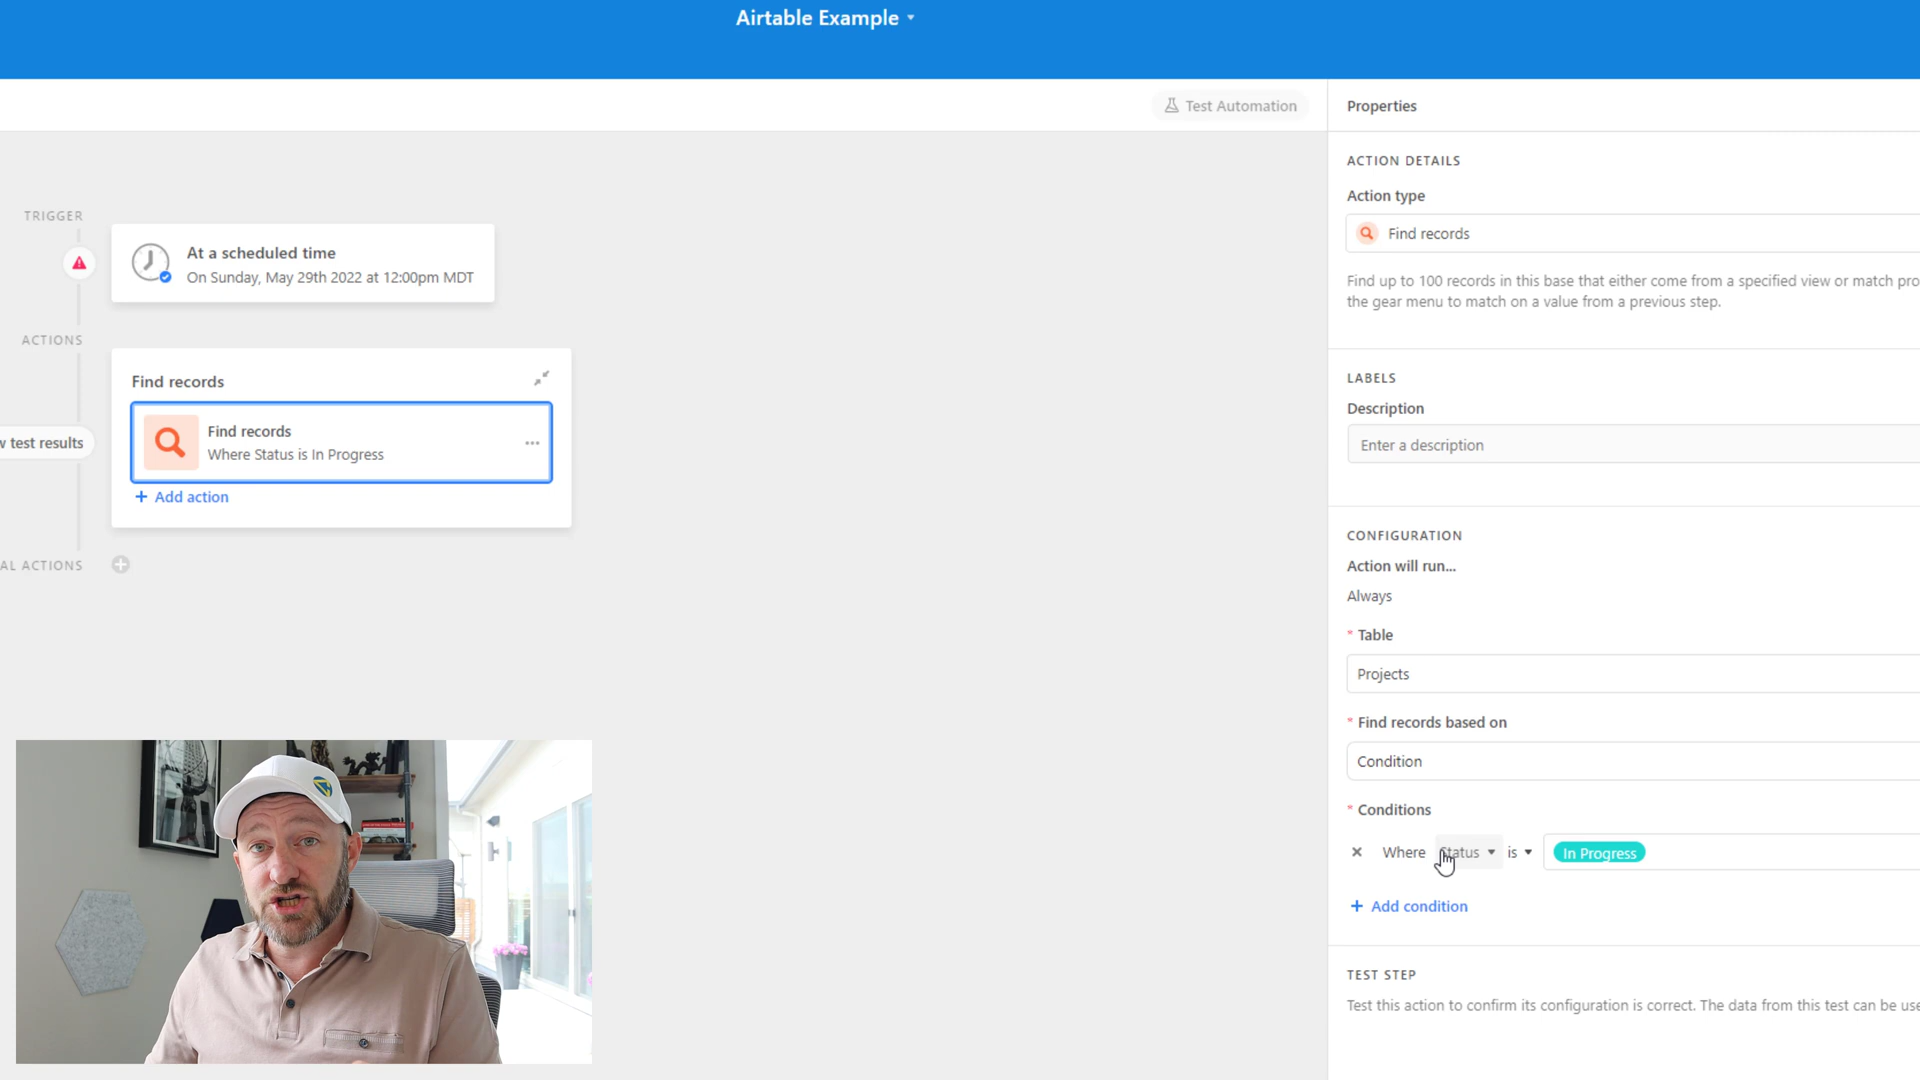 Airtable Example
Test Automation
Properties
ACTION DETAILS
Action type
Find records
Find up to 100 records in this base that either come from a specified view or match pro
the gear menu to match on a value from a previous step.
TRIGGER
At a scheduled time
On Sunday, May 29th 2022 at 12:00pm MDT
ACTIONS
Find records
Find records
Where Status is In Progress
w test results
+ Add action
AL ACTIONS
LABELS
Description
Enter a description
CONFIGURATION
Action will run...
Always
* Table
Projects
* Find records based on
Condition
* Conditions
Where Status is In Progress
+ Add condition
TEST STEP
Test this action to confirm its configuration is correct. The data from this test can be use